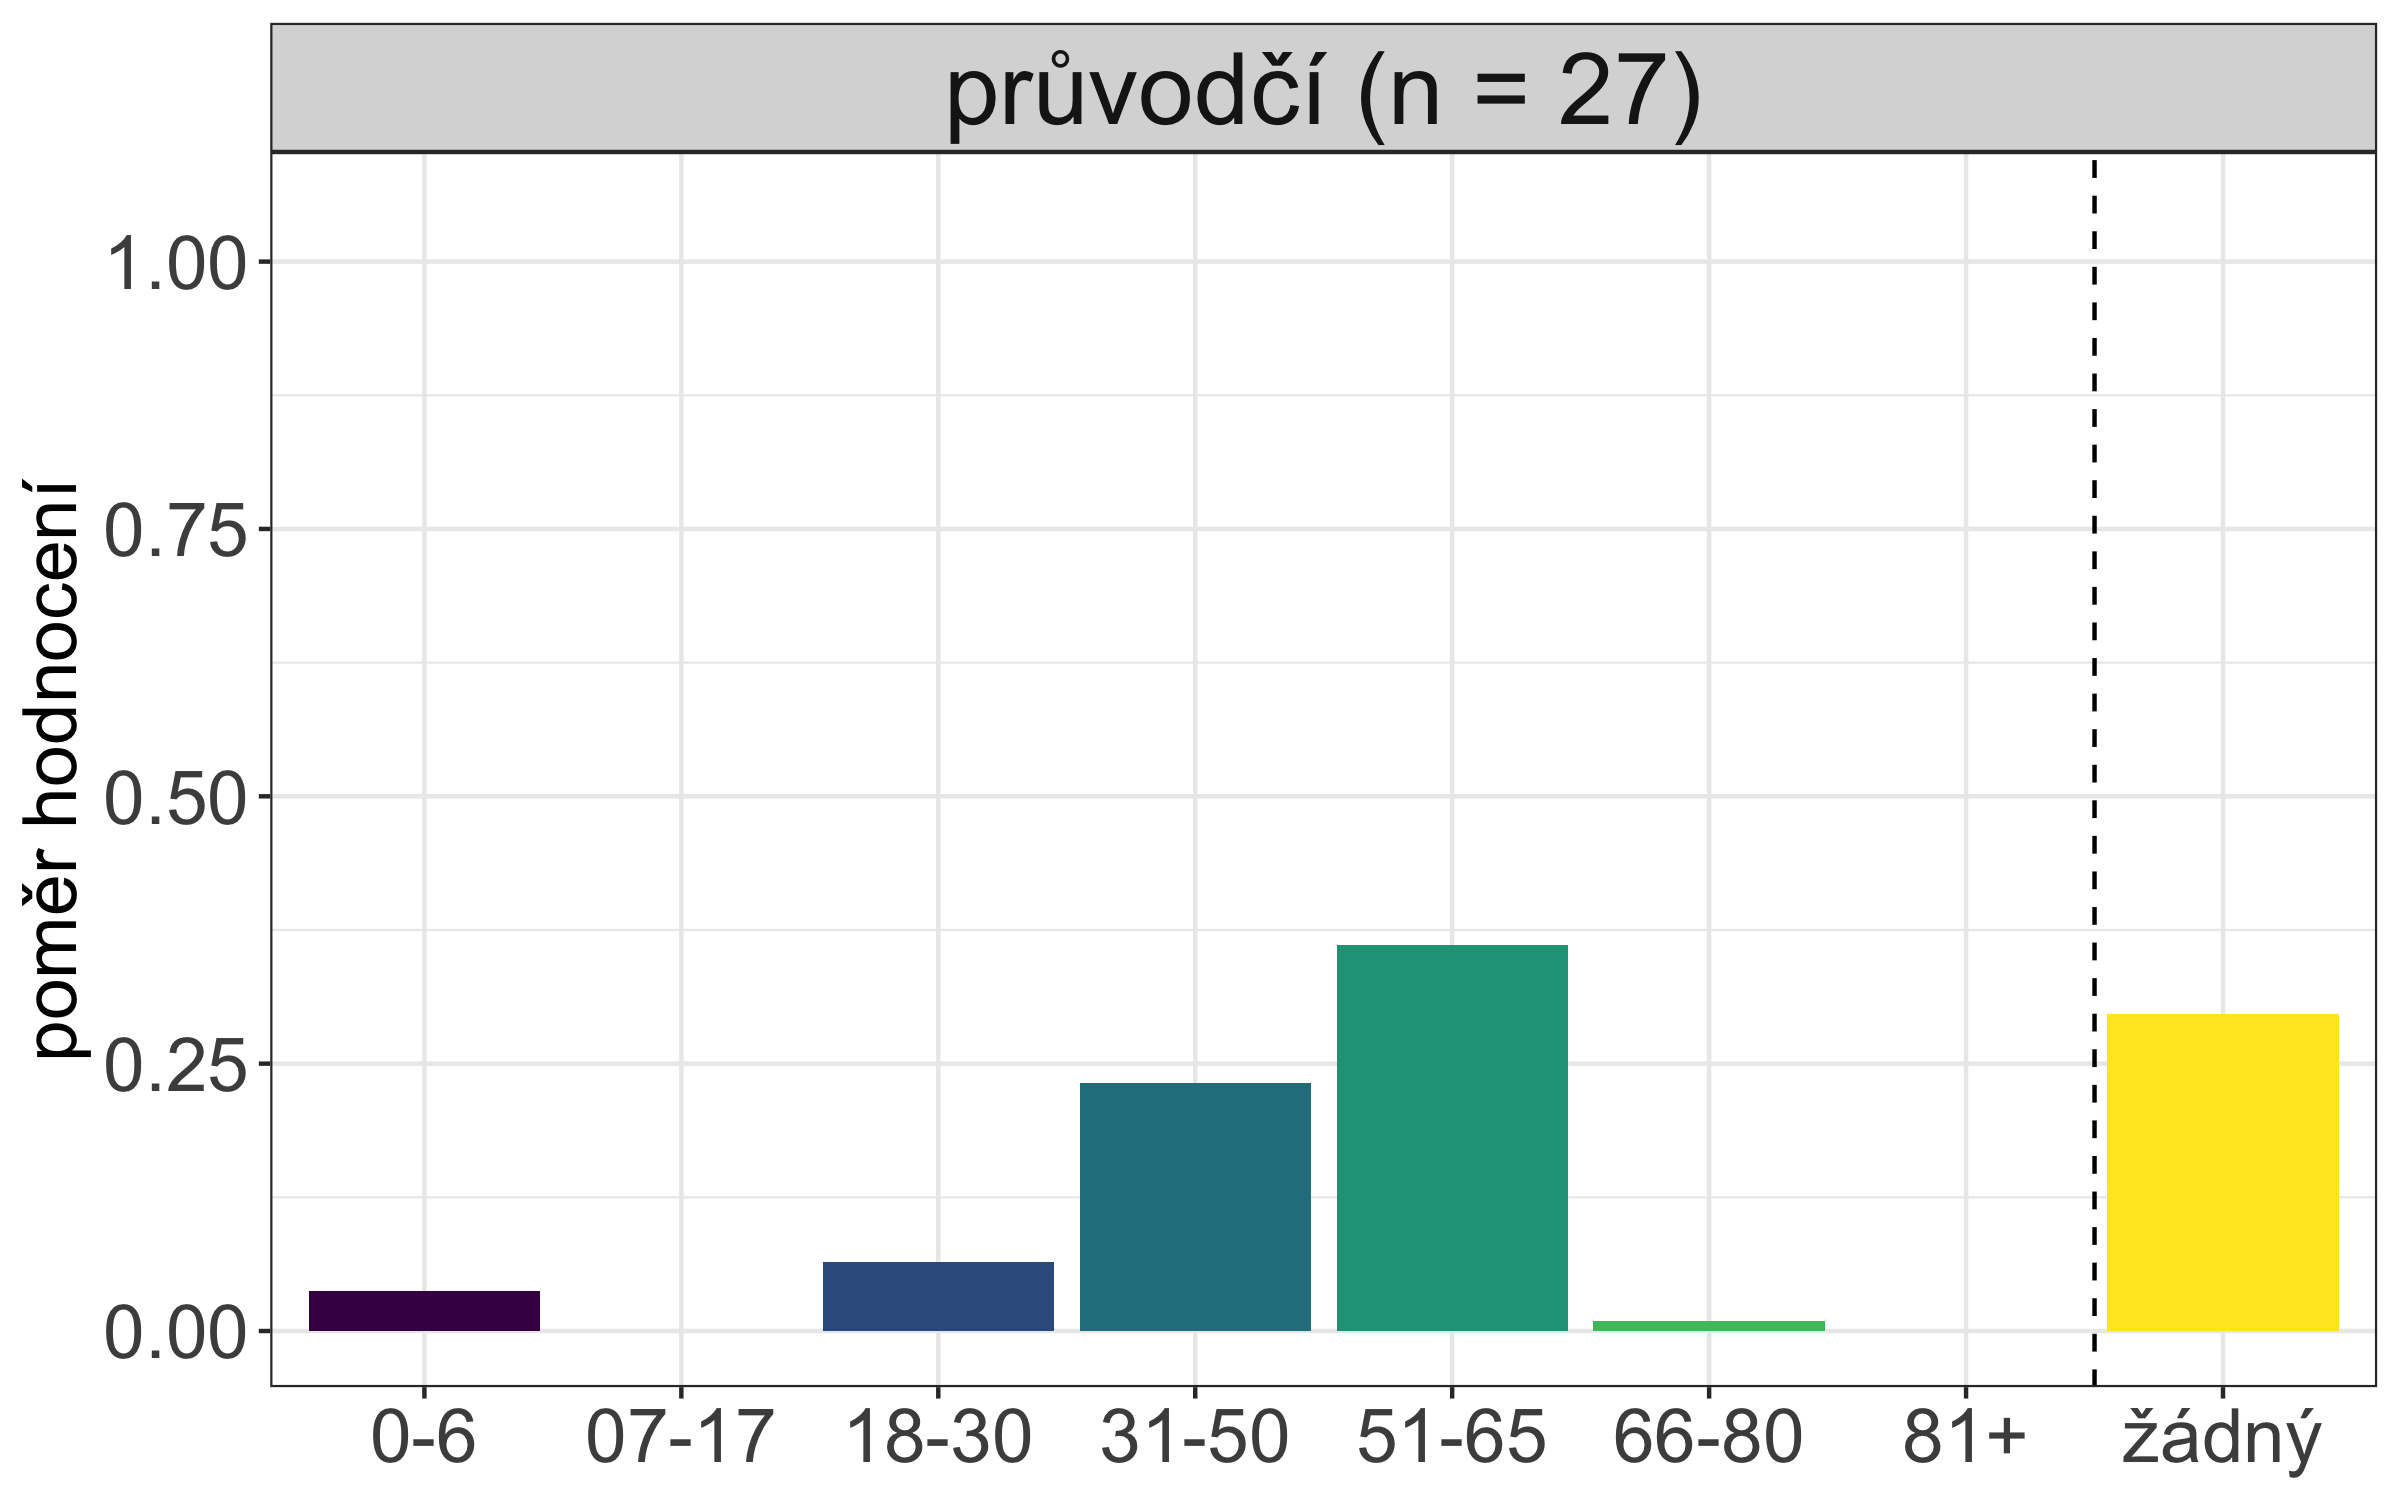 průvodčí (n = 27)
poměr hodnocení
1.00
0.75
0.50
0.25
0.00
0-6 07-17 18-30 31-50 51-65 66-80 81+ žádný